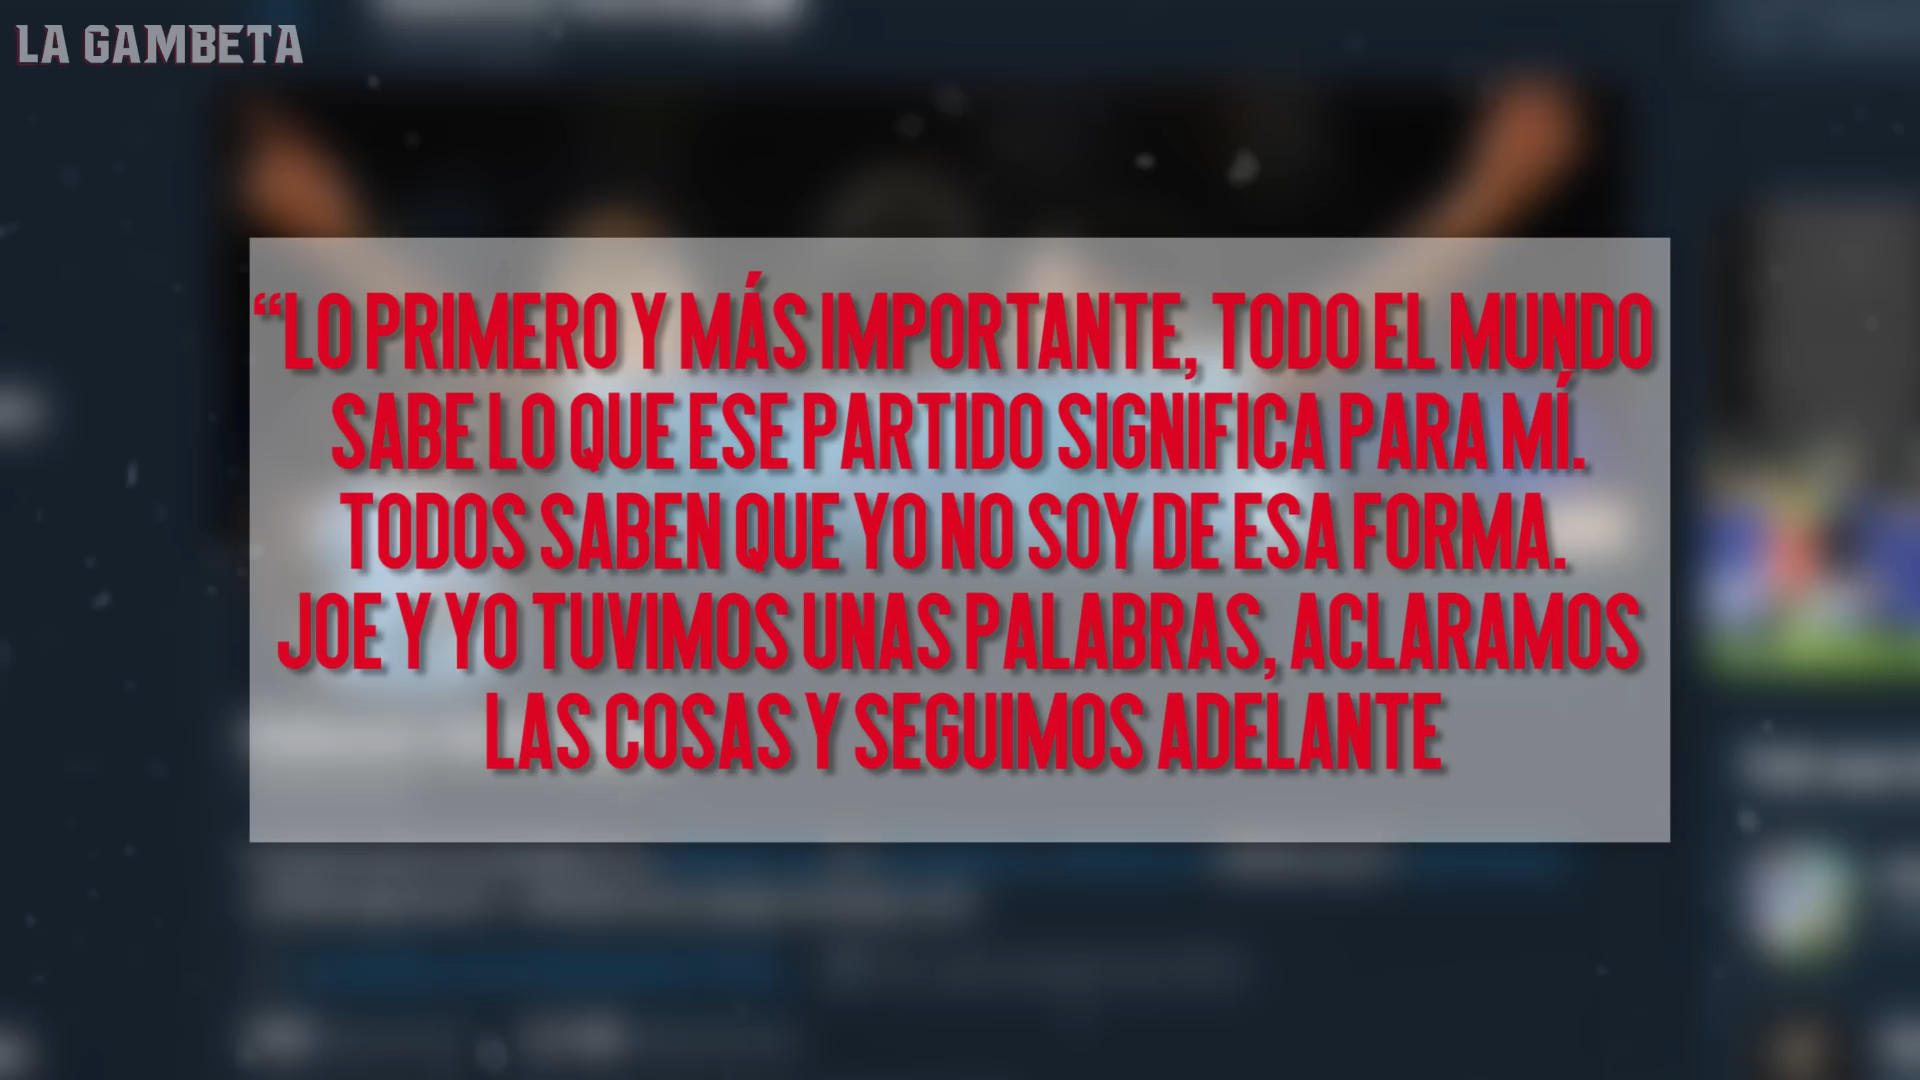 LA GAMBETA
“LO PRIMERO Y MÁS IMPORTANTE, TODO EL MUNDO
SABE LO QUE ESE PARTIDO SIGNIFICA PARA MÍ.
TODOS SABEN QUE YO NO SOY DE ESA FORMA.
JOE Y YO TUVIMOS UNAS PALABRAS, ACLARAMOS
LAS COSAS Y SEGUIMOS ADELANTE